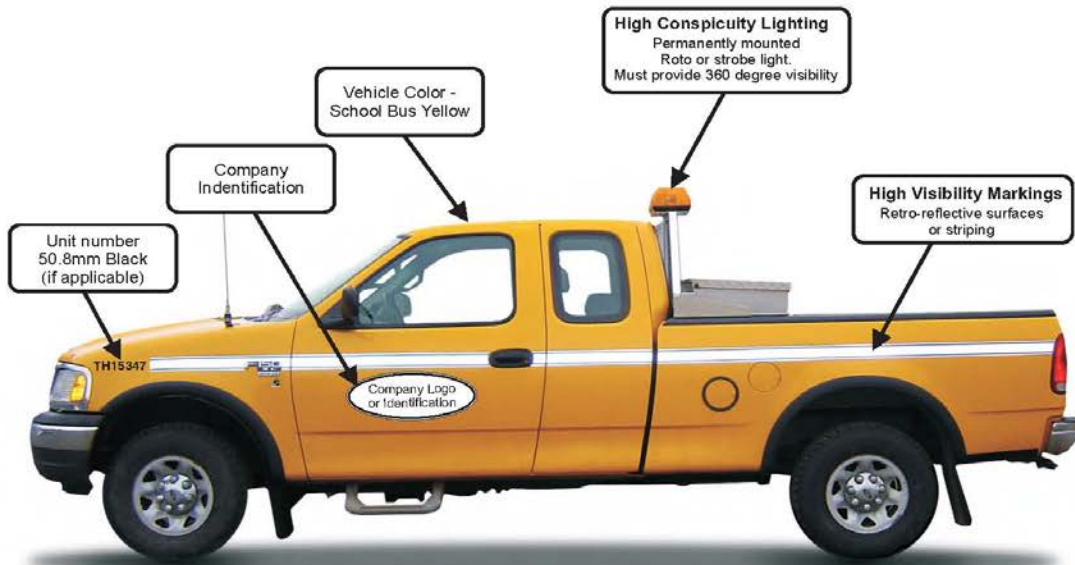 High Conspicuity Lighting
Permanently mounted
Roto or strobe light.
Must provide 360 degree visibility
Vehicle Color -
School Bus Yellow
Company
Indentification
High Visibility Markings
Retro-reflective surfaces
or striping
Unit number
50.8mm Black
(if applicable)
TH15347
F-150
Company Logo
or Identification